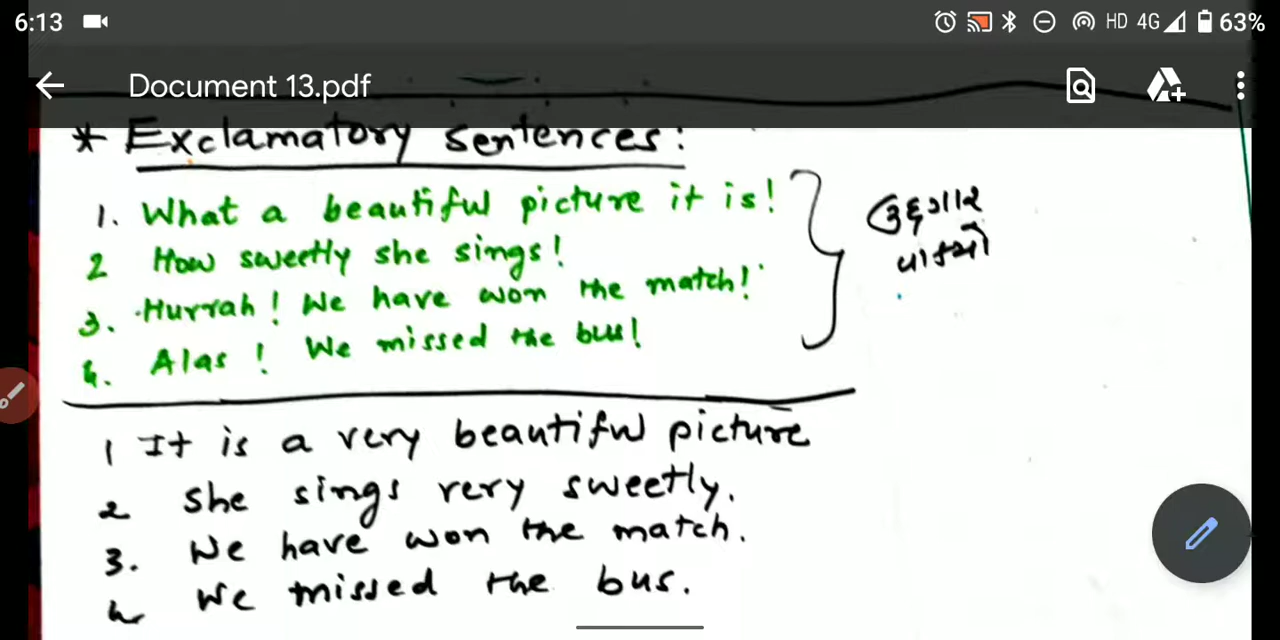 6:13 HD 4G 63%
Document 13.pdf
* Exclamatory sentences:
1. What a beautiful picture it is!
2 How sweetly she sings!
3. Hurrah! We have won the match!
4. Alas! We missed the bus!
ઉદ્દગાર
વાક્યો
1 It is a very beautiful picture
2 She sings very sweetly.
3. We have won the match.
4 We missed the bus.